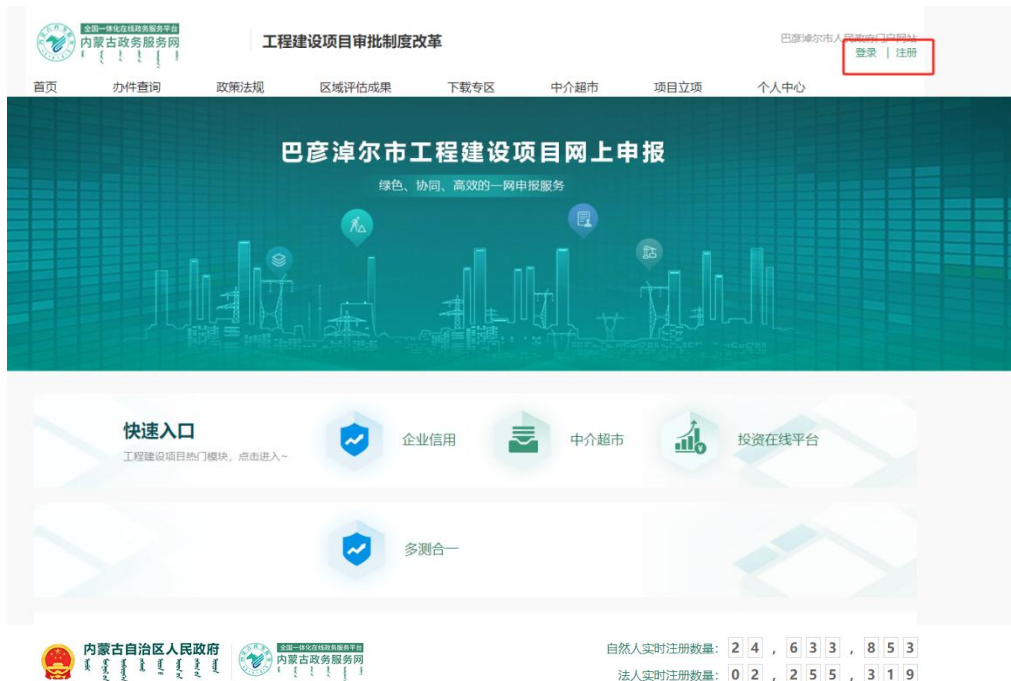 全国一体化在线政务服务平台
内蒙古政务服务网
工程建设项目审批制度改革
巴彦淖尔市人民政府门户网站
登录 | 注册
首页 办件查询 政策法规 区域评估成果 下载专区 中介超市 项目立项 个人中心
巴彦淖尔市工程建设项目网上申报
绿色、协同、高效的一网申报服务
快速入口
工程建设项目热门模块，点击进入~
企业信用
中介超市
投资在线平台
多测合一
内蒙古自治区人民政府
全国一体化在线政务服务平台
内蒙古政务服务网
自然人实时注册数量: 24,633,853
法人实时注册数量: 02,255,319